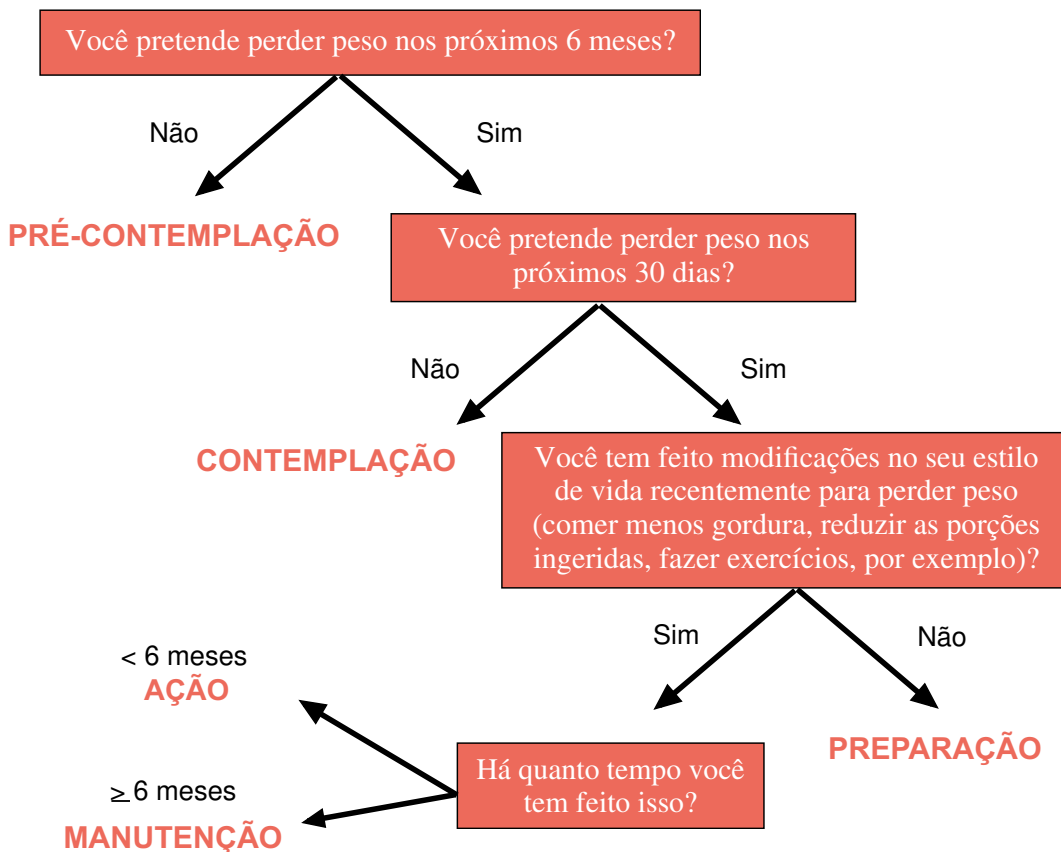 Você pretende perder peso nos próximos 6 meses?
Não
Sim
PRÉ-CONTEMPLAÇÃO
Você pretende perder peso nos
próximos 30 dias?
Não
Sim
CONTEMPLAÇÃO
Você tem feito modificações no seu estilo
de vida recentemente para perder peso
(comer menos gordura, reduzir as porções
ingeridas, fazer exercícios, por exemplo)?
Sim
Não
< 6 meses
AÇÃO
PREPARAÇÃO
Há quanto tempo você
tem feito isso?
≥ 6 meses
MANUTENÇÃO